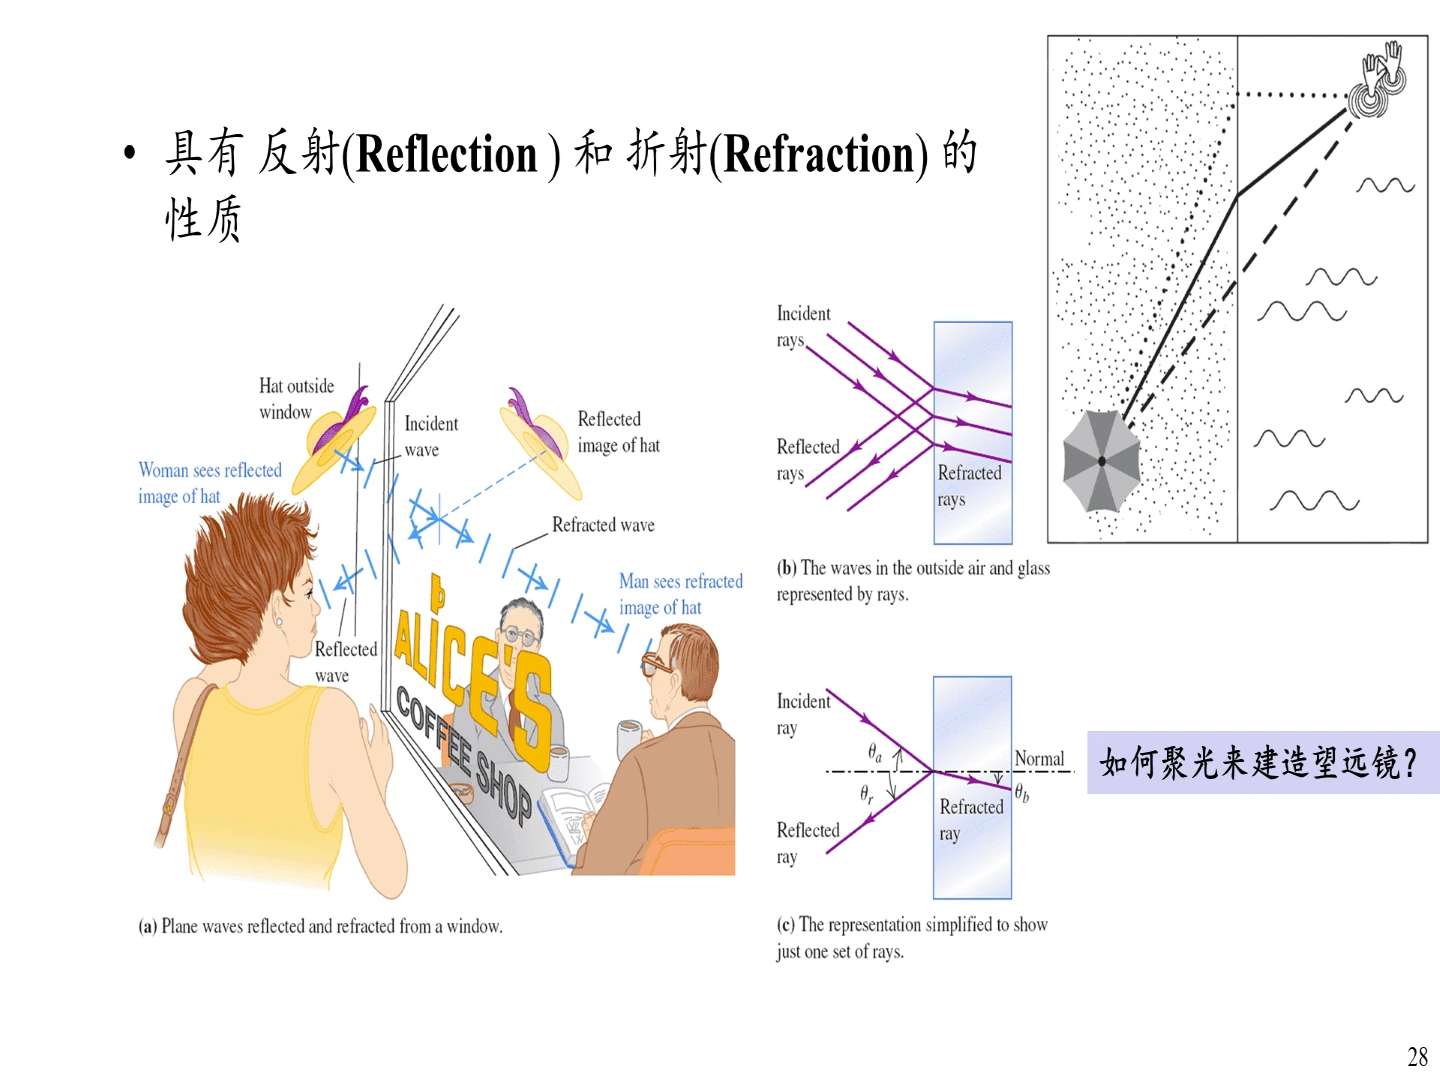 • 具有 反射(Reflection ) 和 折射(Refraction) 的
性质
Hat outside
window
Incident
wave
Reflected
image of hat
Woman sees reflected
image of hat
Refracted wave
Man sees refracted
image of hat
Reflected
wave
ALICE'S
COFFEE SHOP
(a) Plane waves reflected and refracted from a window.
Incident
rays
Reflected
rays
Refracted
rays
(b) The waves in the outside air and glass
represented by rays.
Incident
ray
θa
Normal
θr
θb
Refracted
ray
Reflected
ray
(c) The representation simplified to show
just one set of rays.
如何聚光来建造望远镜？
28